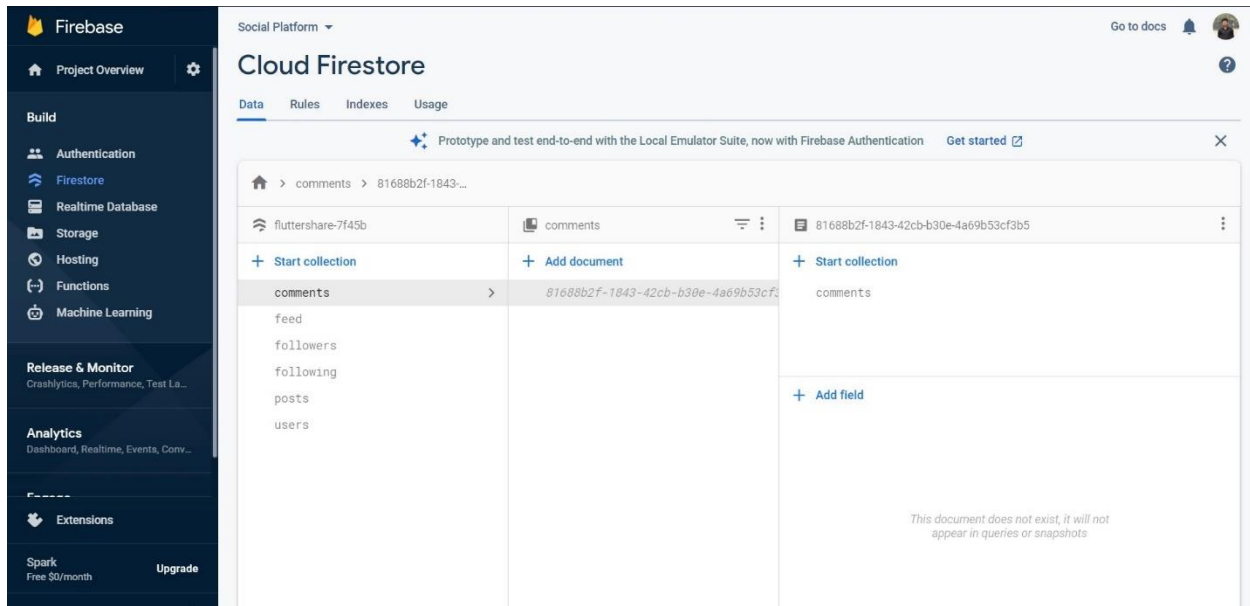 Firebase
Project Overview
Build
Authentication
Firestore
Realtime Database
Storage
Hosting
Functions
Machine Learning
Release & Monitor
Crashlytics, Performance, Test La...
Analytics
Dashboard, Realtime, Events, Conv...
Extensions
Spark
Free $0/month
Upgrade
Social Platform
Go to docs
Cloud Firestore
Data Rules Indexes Usage
Prototype and test end-to-end with the Local Emulator Suite, now with Firebase Authentication Get started
> comments > 81688b2f-1843-...
fluttershare-7f45b
+ Start collection
comments >
feed
followers
following
posts
users
comments
+ Add document
81688b2f-1843-42cb-b30e-4a69b53cf3
81688b2f-1843-42cb-b30e-4a69b53cf3b5
+ Start collection
comments
+ Add field
This document does not exist, it will not
appear in queries or snapshots